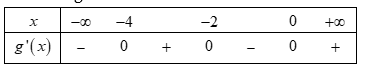 x −∞ −4 −2 0 +∞
g'(x) − 0 + 0 − 0 +